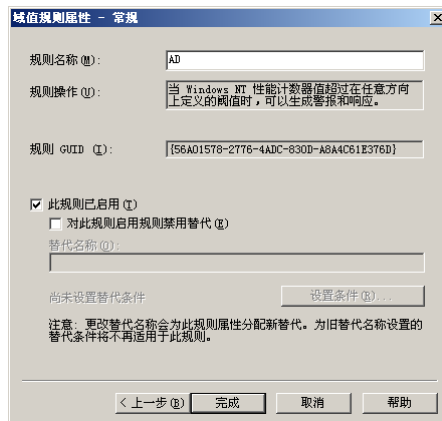 域值规则属性 - 常规
规则名称(M):
AD
规则操作(U):
当 Windows NT 性能计数器值超过在任意方向
上定义的阈值时，可以生成警报和响应。
规则 GUID (I):
{56A01578-2776-4ADC-830D-A8A4C61E376D}
此规则已启用(T)
对此规则启用规则禁用替代(E)
替代名称(O):
尚未设置替代条件
设置条件(R)...
注意: 更改替代名称会为此规则属性分配新替代。为旧替代名称设置的
替代条件将不再适用于此规则。
< 上一步(B)
完成
取消
帮助